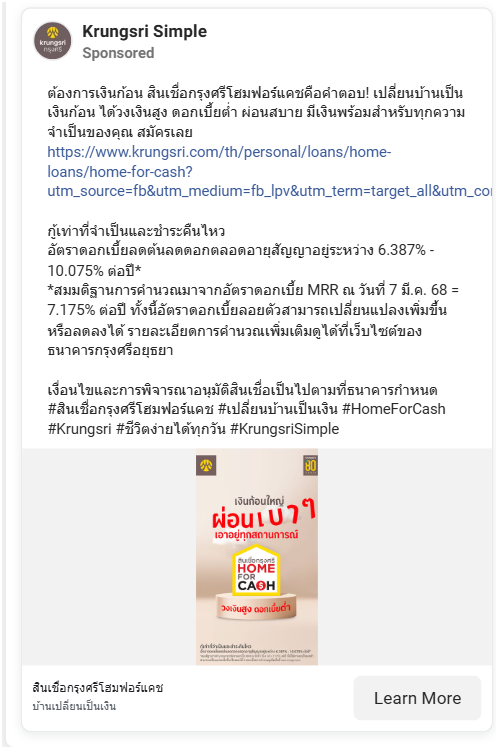 krungsri
กรุงศรี
Krungsri Simple
Sponsored
ต้องการเงินก้อน สินเชื่อกรุงศรีโฮมฟอร์แคชคือคำตอบ! เปลี่ยนบ้านเป็น
เงินก้อน ได้วงเงินสูง ดอกเบี้ยต่ำ ผ่อนสบาย มีเงินพร้อมสำหรับทุกความ
จำเป็นของคุณ สมัครเลย
https://www.krungsri.com/th/personal/loans/home-
loans/home-for-cash?
utm_source=fb&utm_medium=fb_lpv&utm_term=target_all&utm_co
กู้เท่าที่จำเป็นและชำระคืนไหว
อัตราดอกเบี้ยลดต้นลดดอกตลอดอายุสัญญาอยู่ระหว่าง 6.387% -
10.075% ต่อปี*
*สมมติฐานการคำนวณมาจากอัตราดอกเบี้ย MRR ณ วันที่ 7 มี.ค. 68 =
7.175% ต่อปี ทั้งนี้อัตราดอกเบี้ยลอยตัวสามารถเปลี่ยนแปลงเพิ่มขึ้น
หรือลดลงได้ รายละเอียดการคำนวณเพิ่มเติมดูได้ที่เว็บไซต์ของ
ธนาคารกรุงศรีอยุธยา
เงื่อนไขและการพิจารณาอนุมัติสินเชื่อเป็นไปตามที่ธนาคารกำหนด
#สินเชื่อกรุงศรีโฮมฟอร์แคช #เปลี่ยนบ้านเป็นเงิน #HomeForCash
#Krungsri #ชีวิตง่ายได้ทุกวัน #KrungsriSimple
80
เงินก้อนใหญ่
ผ่อนเบาๆ
เอาอยู่ทุกสถานการณ์
สินเชื่อกรุงศรี
HOME
FOR
CASH
วงเงินสูง ดอกเบี้ยต่ำ
กู้เท่าที่จำเป็นและชำระคืนไหว
สินเชื่อกรุงศรีโฮมฟอร์แคช
บ้านเปลี่ยนเป็นเงิน
Learn More